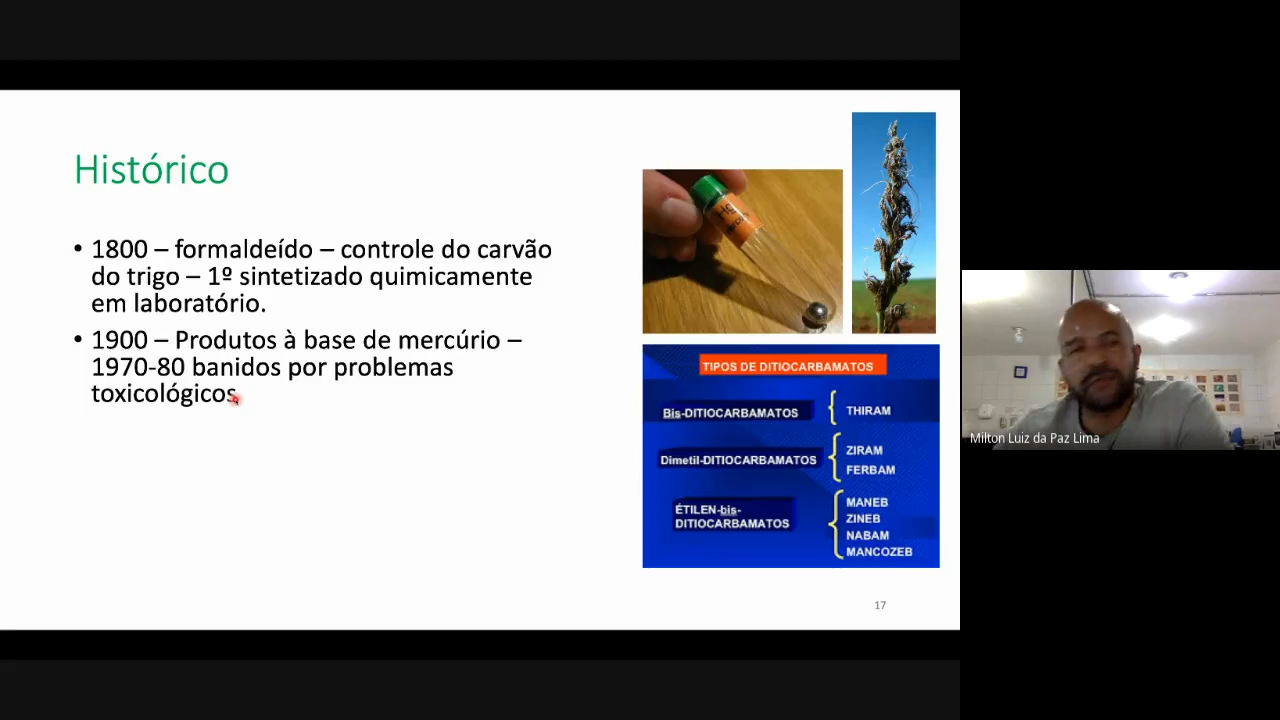 Histórico
• 1800 – formaldeído – controle do carvão
do trigo – 1º sintetizado quimicamente
em laboratório.
• 1900 – Produtos à base de mercúrio –
1970-80 banidos por problemas
toxicológicos.
Hg
TIPOS DE DITIOCARBAMATOS
Bis-DITIOCARBAMATOS
THIRAM
Dimetil-DITIOCARBAMATOS
ZIRAM
FERBAM
ÉTILEN-bis-
DITIOCARBAMATOS
MANEB
ZINEB
NABAM
MANCOZEB
17
Milton Luiz da Paz Lima